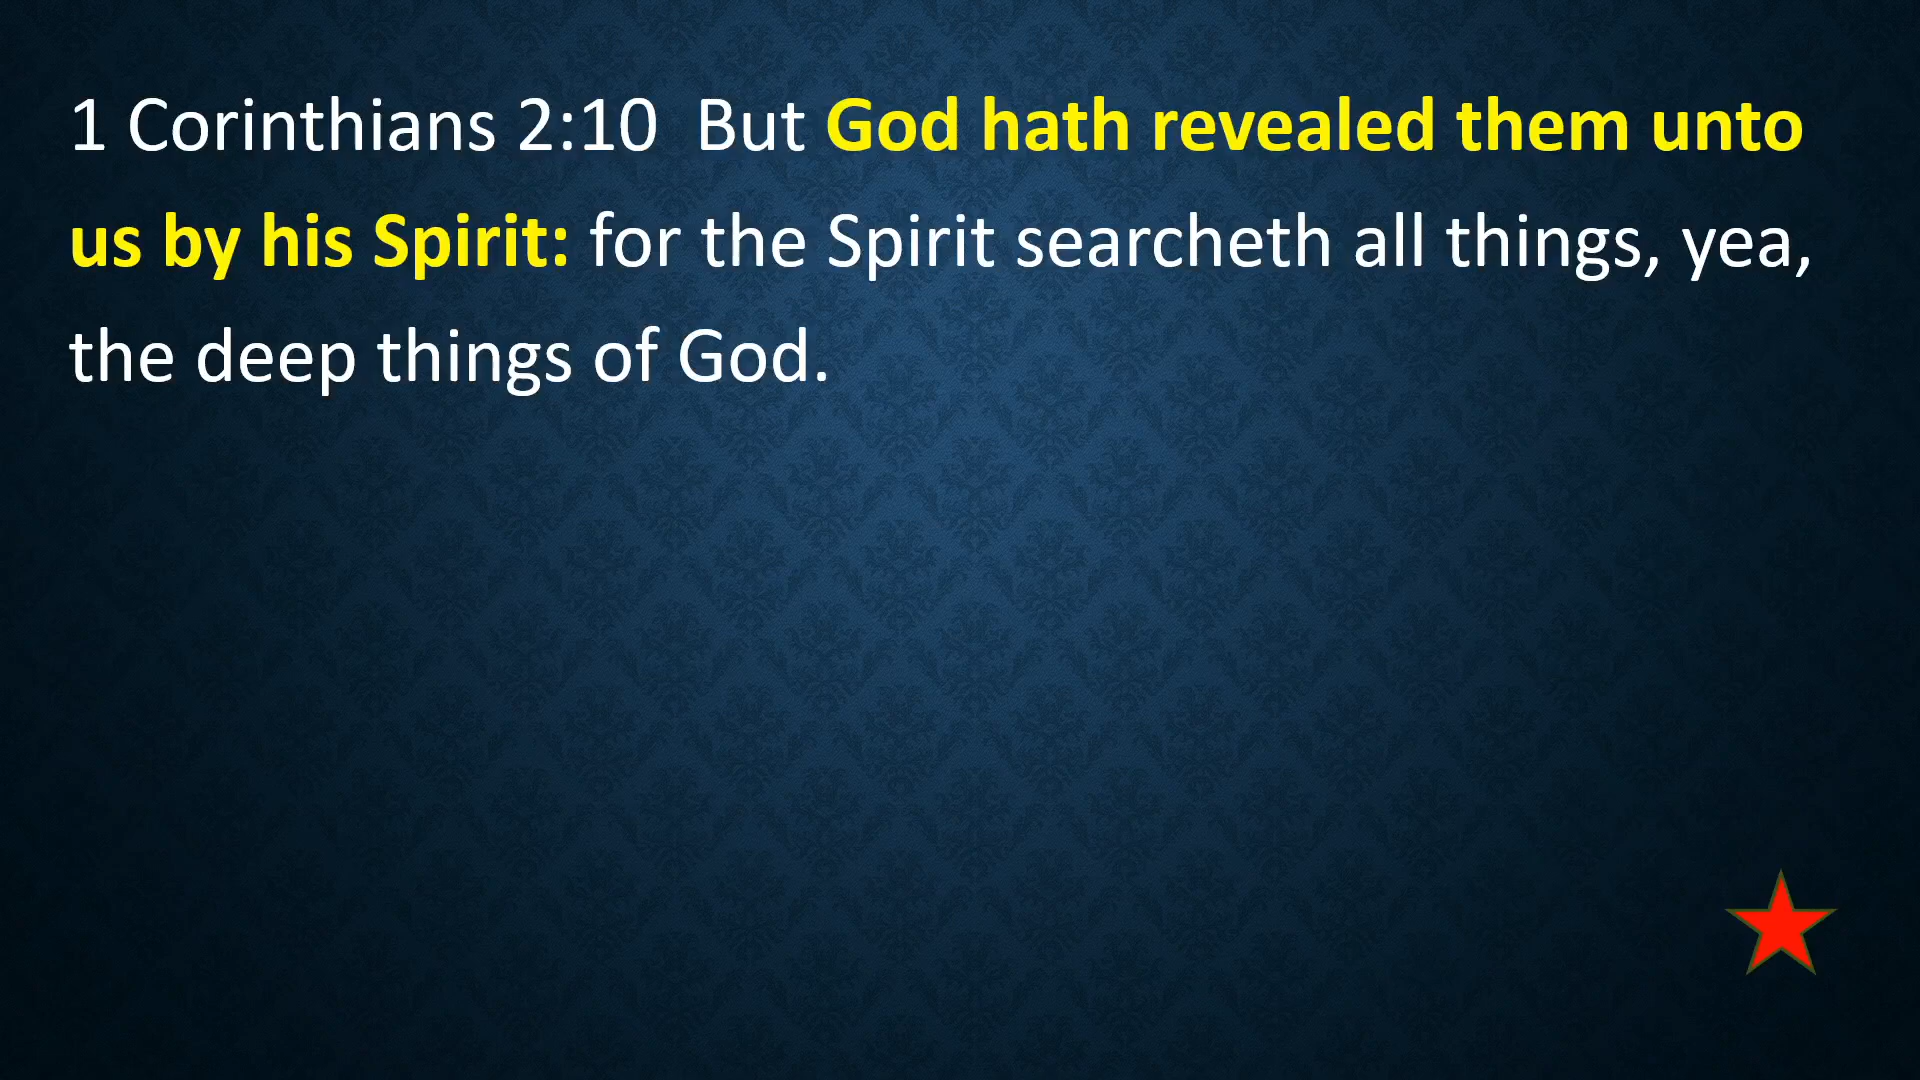 1 Corinthians 2:10  But God hath revealed them unto
us by his Spirit: for the Spirit searcheth all things, yea,
the deep things of God.